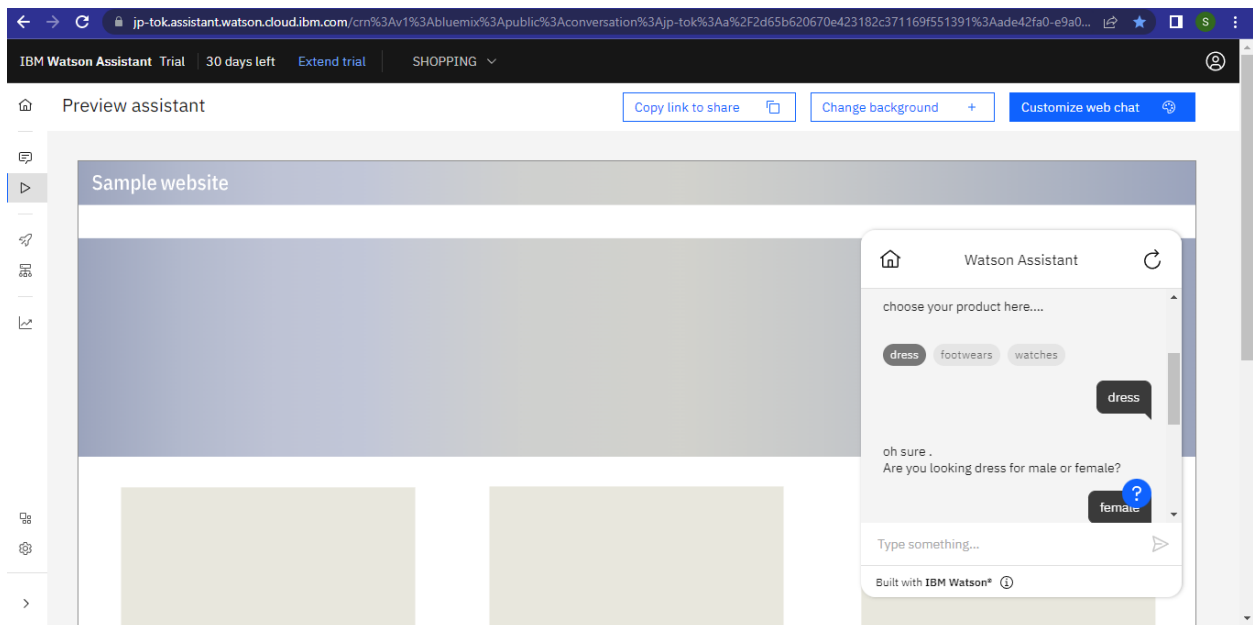 jp-tok.assistant.watson.cloud.ibm.com/crn%3Av1%3Abluemix%3Apublic%3Aconversation%3Ajp-tok%3Aa%2F2d65b620670e423182c371169f551391%3Aade42fa0-e9a0... S
IBM Watson Assistant Trial 30 days left Extend trial SHOPPING
Preview assistant Copy link to share Change background + Customize web chat
Sample website
Watson Assistant
choose your product here....
dress footwears watches
dress
oh sure .
Are you looking dress for male or female?
?
female
Type something...
Built with IBM Watson®